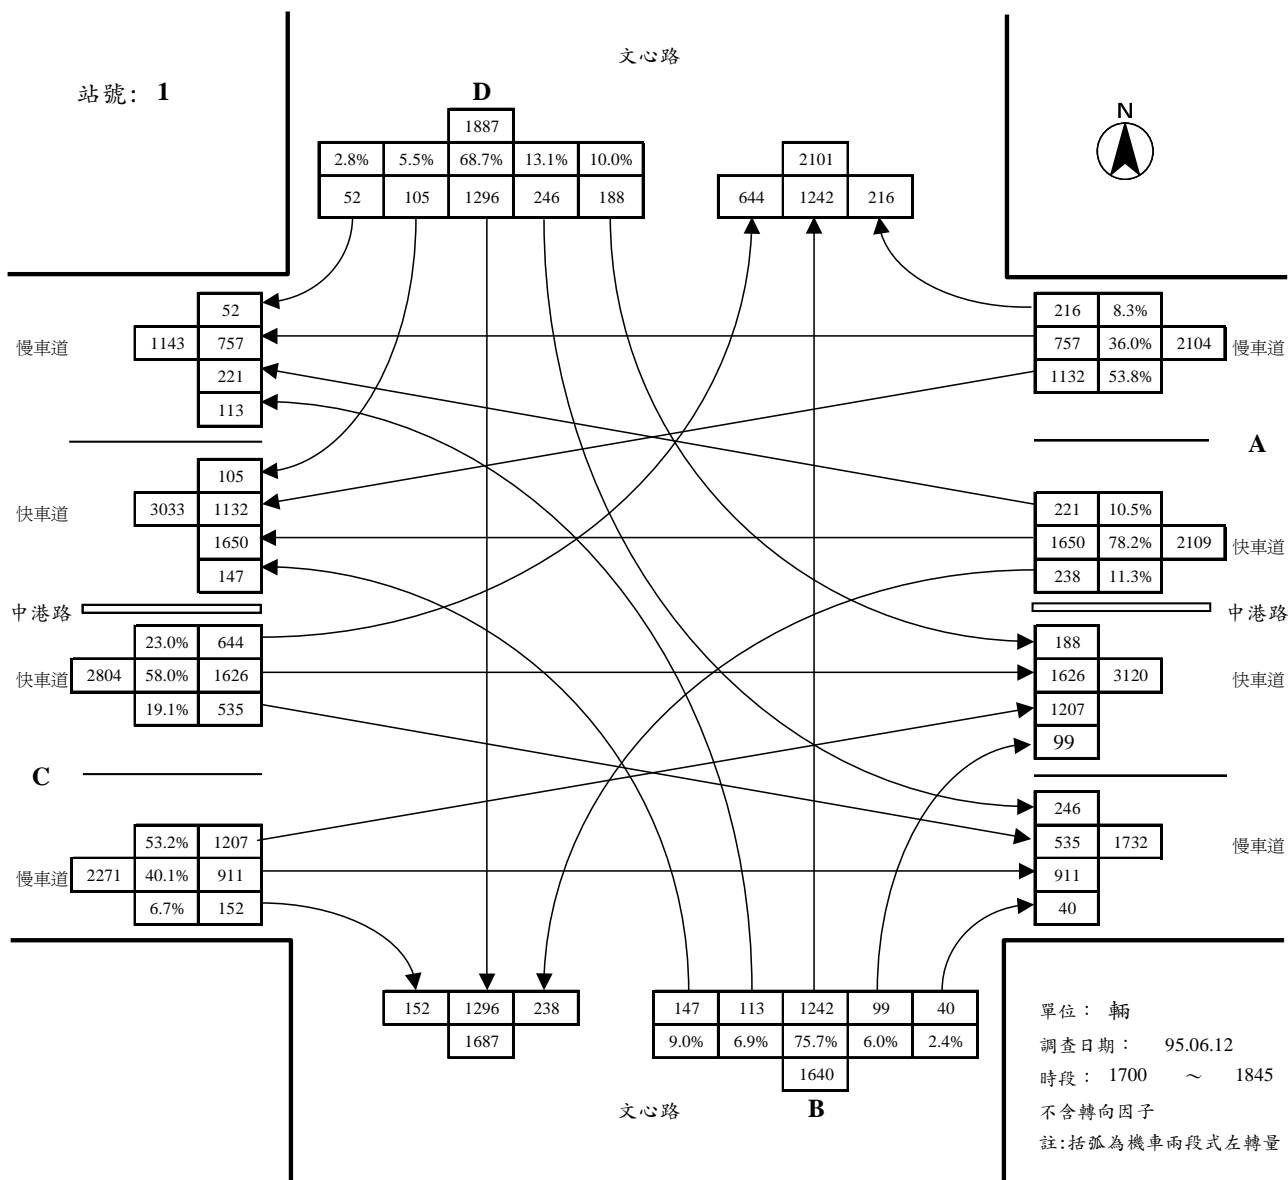 文心路
站號: 1
N
D
1887
2.8% 5.5% 68.7% 13.1% 10.0%
52 105 1296 246 188
2101
644 1242 216
52
慢車道 1143 757
221
113
216 8.3%
757 36.0% 2104 慢車道
1132 53.8%
A
105
快車道 3033 1132
1650
147
221 10.5%
1650 78.2% 2109 快車道
238 11.3%
中港路
中港路
23.0% 644
快車道 2804 58.0% 1626
19.1% 535
188
1626 3120 快車道
1207
99
C
53.2% 1207
慢車道 2271 40.1% 911
6.7% 152
246
535 1732 慢車道
911
40
152 1296 238
1687
147 113 1242 99 40
9.0% 6.9% 75.7% 6.0% 2.4%
1640
文心路
B
單位： 輛
調查日期： 95.06.12
時段： 1700 ～ 1845
不含轉向因子
註:括弧為機車兩段式左轉量